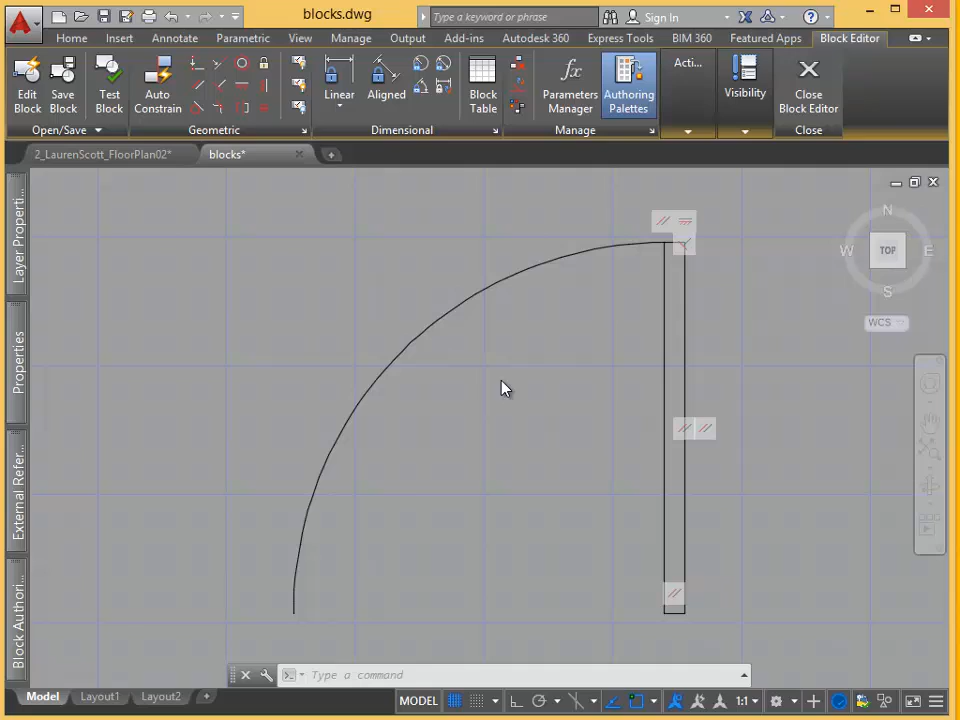 blocks.dwg
Type a keyword or phrase
Sign In
Home Insert Annotate Parametric View Manage Output Add-ins Autodesk 360 Express Tools BIM 360 Featured Apps Block Editor
Edit Block
Save Block
Test Block
Auto Constrain
Linear
Aligned
Block Table
Parameters Manager
Authoring Palettes
Acti...
Visibility
Close Block Editor
Open/Save
Geometric
Dimensional
Manage
Close
2_LaurenScott_FloorPlan02*
blocks*
Layer Properti...
Properties
External Refer...
Block Authori...
N
W
TOP
E
S
WCS
Type a command
Model Layout1 Layout2
MODEL
1:1